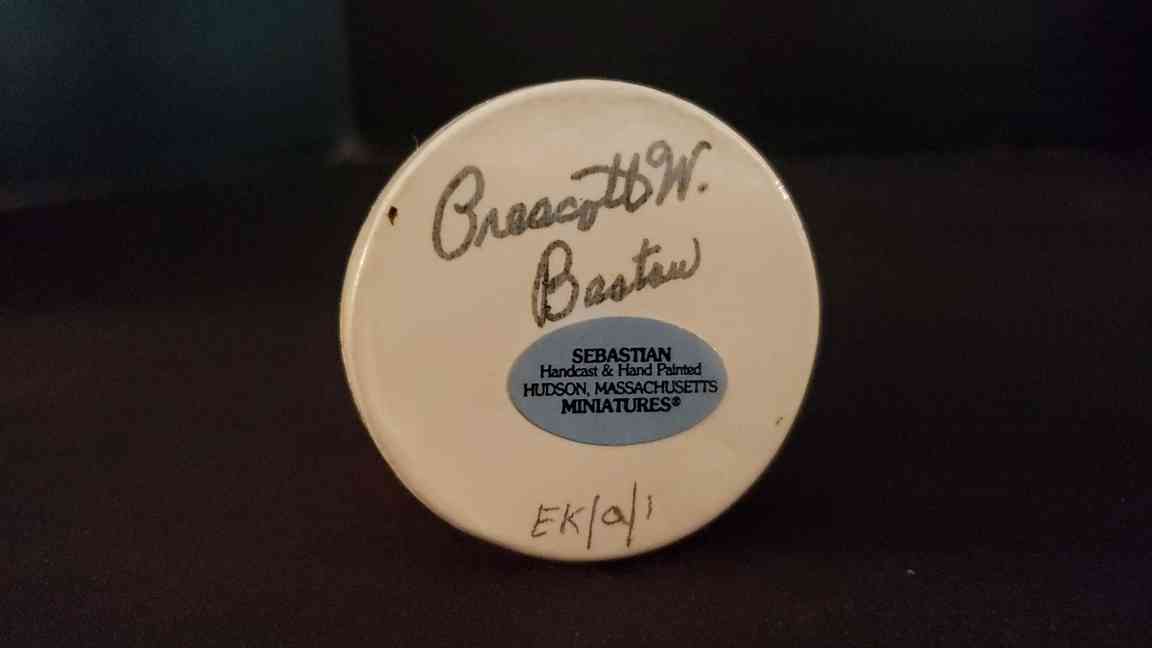 Prescott W.
Baston
SEBASTIAN
Handcast & Hand Painted
HUDSON, MASSACHUSETTS
MINIATURES®
EK/a/1